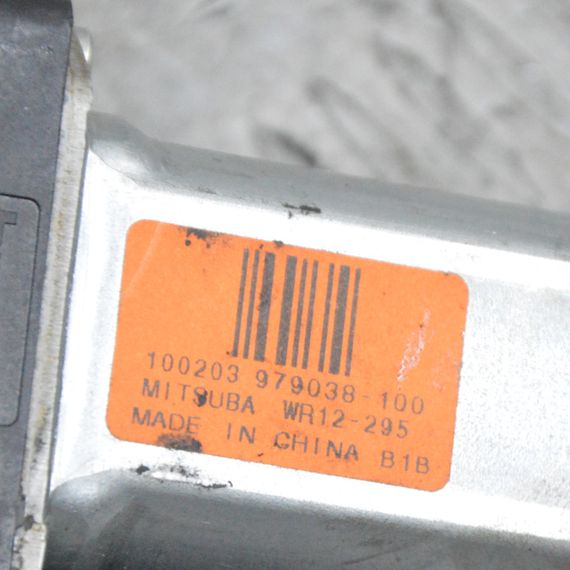 100203 979038-100
MITSUBA WR12-295
MADE IN CHINA B1B